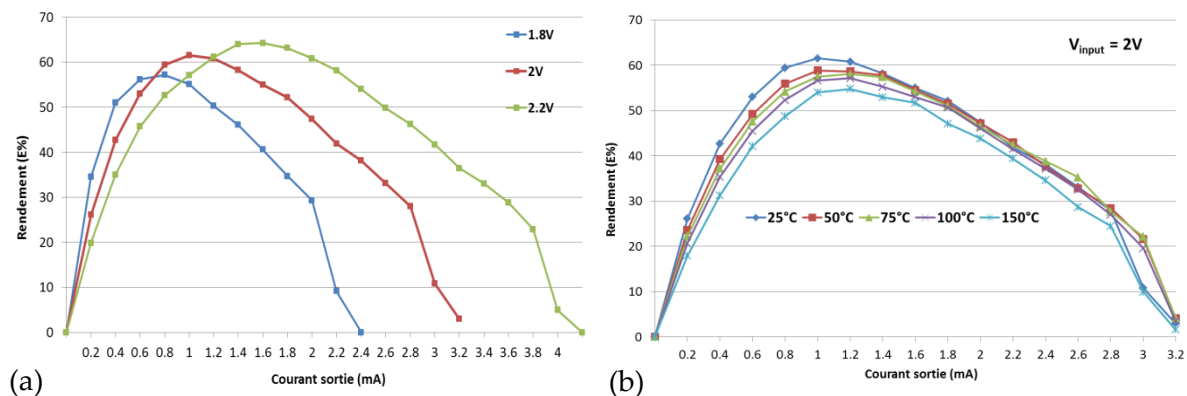 70
60
50
40
30
20
10
0
Rendement (E%)
1.8V
2V
2.2V
0.2 0.4 0.6 0.8 1 1.2 1.4 1.6 1.8 2 2.2 2.4 2.6 2.8 3 3.2 3.4 3.6 3.8 4
Courant sortie (mA)
(a)
70
60
50
40
30
20
10
0
Rendement (E%)
Vinput = 2V
25°C 50°C 75°C 100°C 150°C
0.2 0.4 0.6 0.8 1 1.2 1.4 1.6 1.8 2 2.2 2.4 2.6 2.8 3 3.2
Courant sortie (mA)
(b)